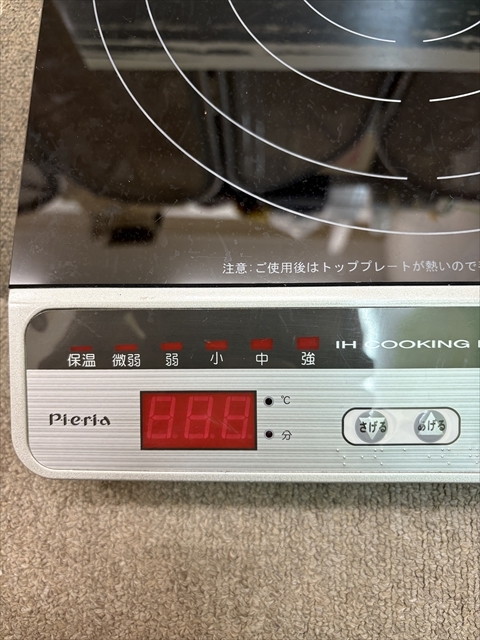 注意:ご使用後はトッププレートが熱いので
IH COOKING
保温 微弱 弱 小 中 強
Pieria
888
℃
分
さげる
あげる